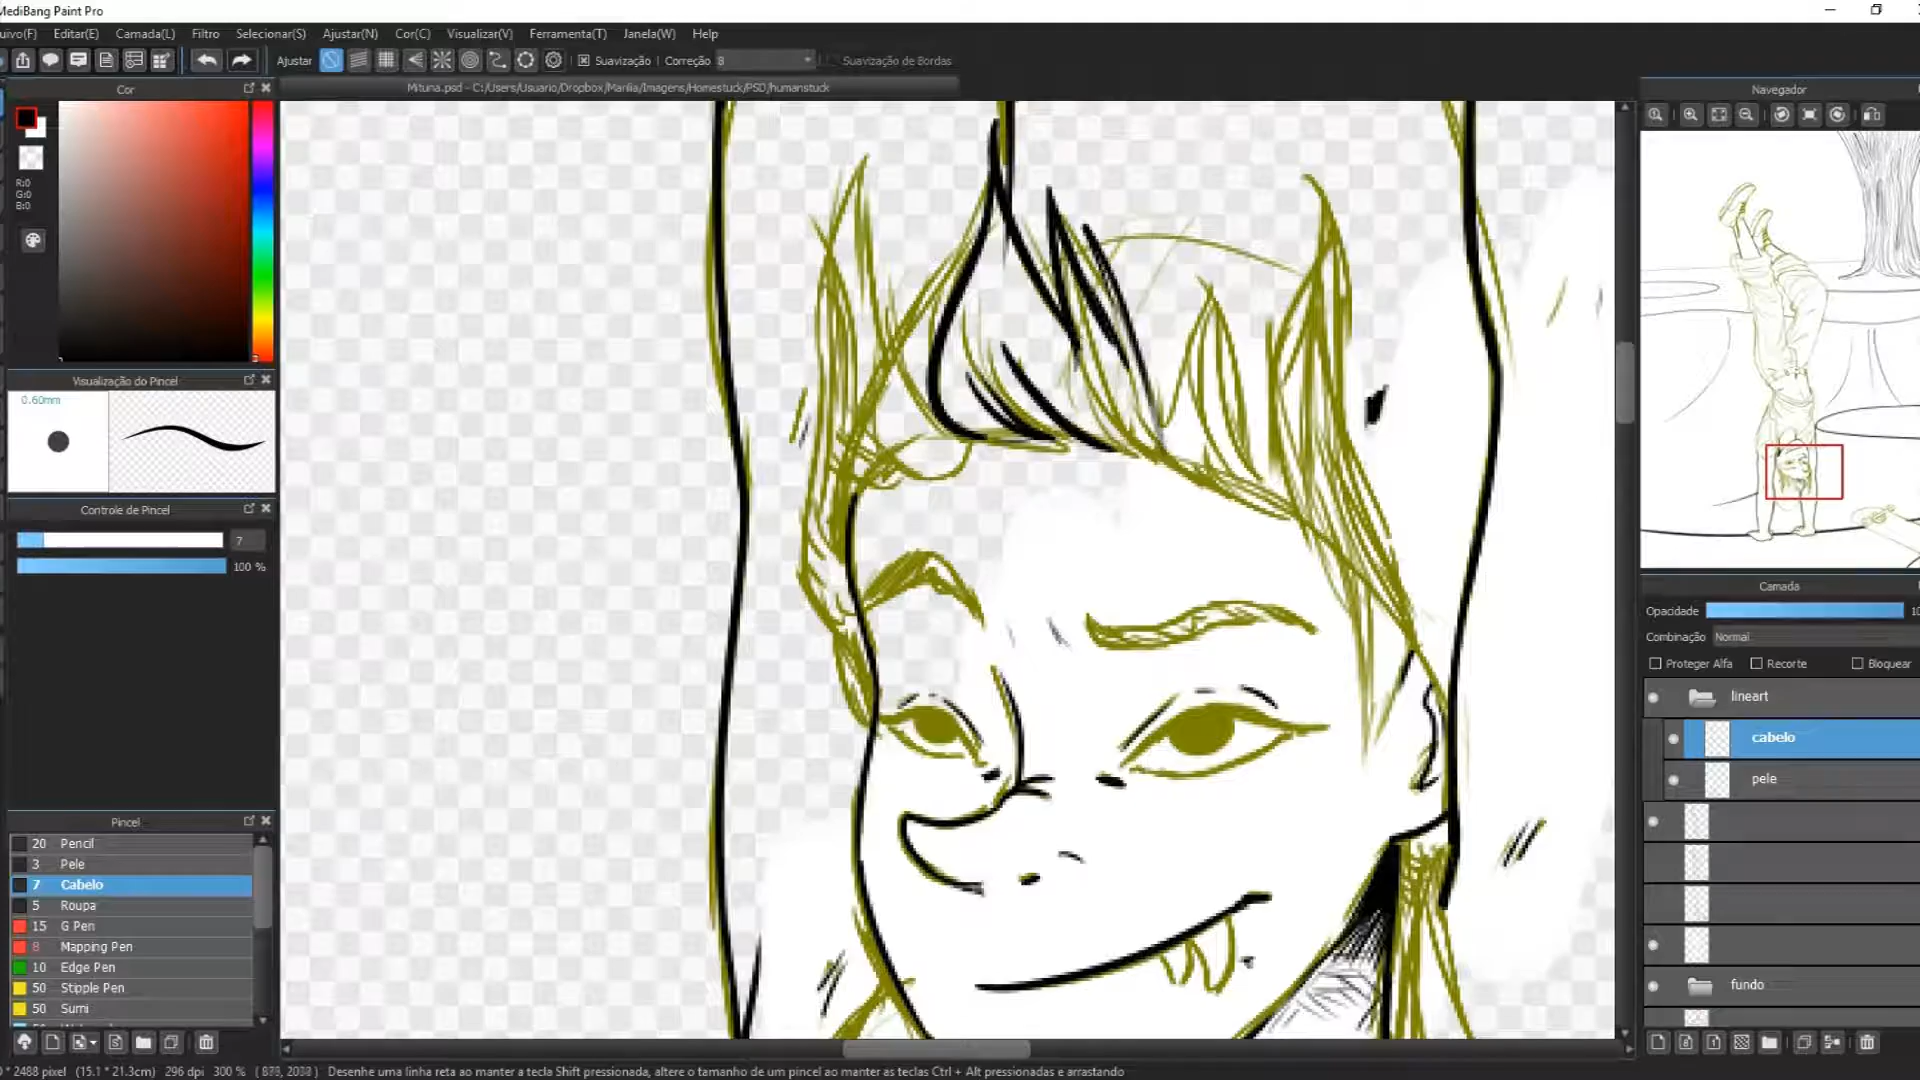 MediBang Paint Pro
uivo(F) Editar(E) Camada(L) Filtro Selecionar(S) Ajustar(N) Cor(C) Visualizar(V) Ferramenta(T) Janela(W) Help
Ajustar Suavização Correção 8 Suavização de Bordas
Cor
Mituna.psd - C:/Users/Usuario/Dropbox/Marilia/Imagens/Homestuck/PSD/humanstuck
Navegador
R:0
G:0
B:0
Visualização do Pincel
0.60mm
Controle de Pincel
7
100 %
Camada
Opacidade 10
Combinação Normal
Proteger Alfa Recorte Bloquear
lineart
cabelo
pele
fundo
Pincel
20 Pencil
3 Pele
7 Cabelo
5 Roupa
15 G Pen
8 Mapping Pen
10 Edge Pen
50 Stipple Pen
50 Sumi
* 2488 pixel (15.1 * 21.3cm) 296 dpi 300 % Desenhe uma linha reta ao manter a tecla Shift pressionada, altere o tamanho de um pincel ao manter as teclas Ctrl + Alt pressionadas e arrastando